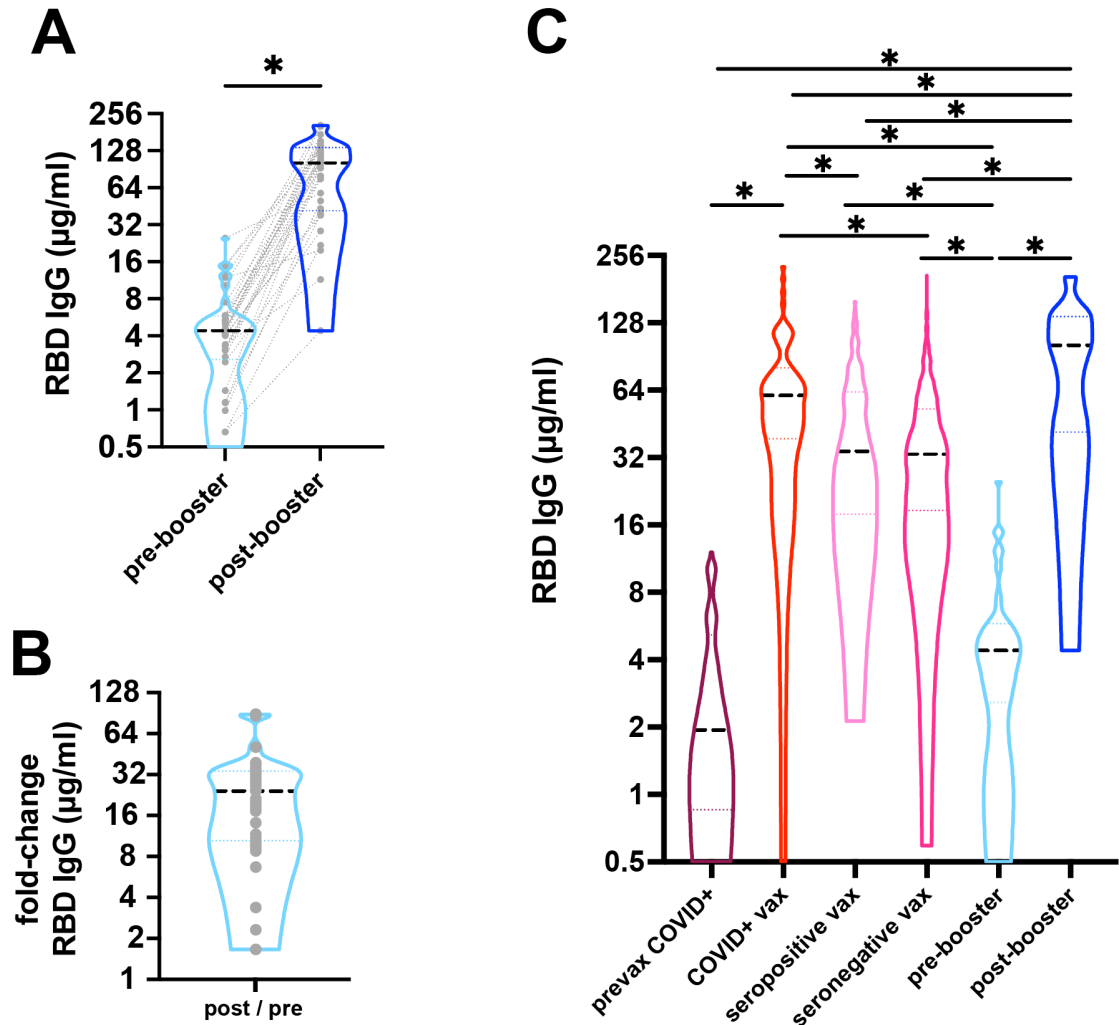 A
*
RBD IgG (µg/ml)
256
128
64
32
16
8
4
2
1
0.5
pre-booster
post-booster
B
fold-change
RBD IgG (µg/ml)
128
64
32
16
8
4
2
1
post / pre
C
*
*
*
*
*
*
*
*
*
*
*
RBD IgG (µg/ml)
256
128
64
32
16
8
4
2
1
0.5
prevax COVID+
COVID+ vax
seropositive vax
seronegative vax
pre-booster
post-booster